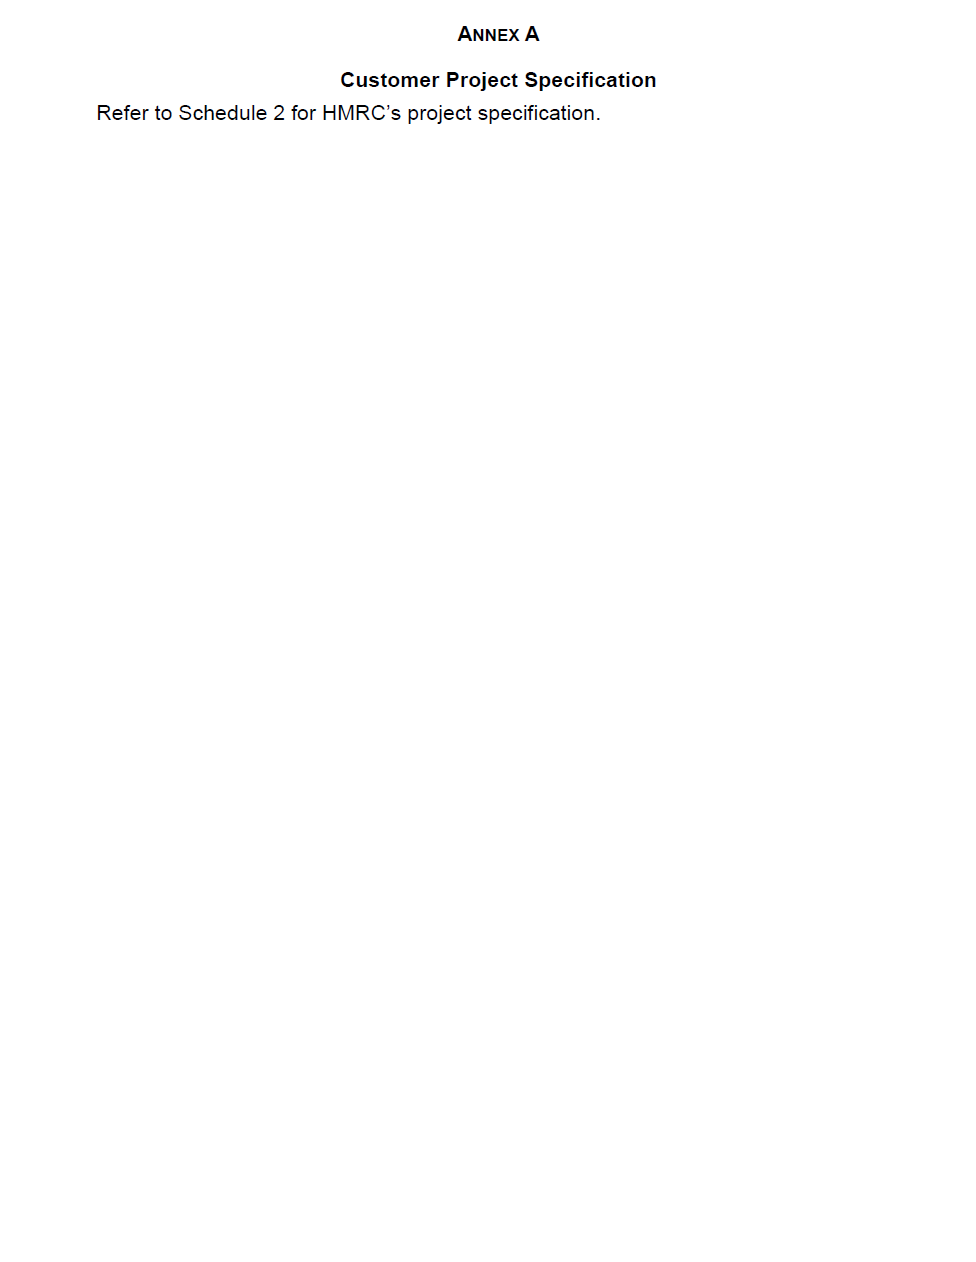 ANNEX A
Customer Project Specification
Refer to Schedule 2 for HMRC’s project specification.